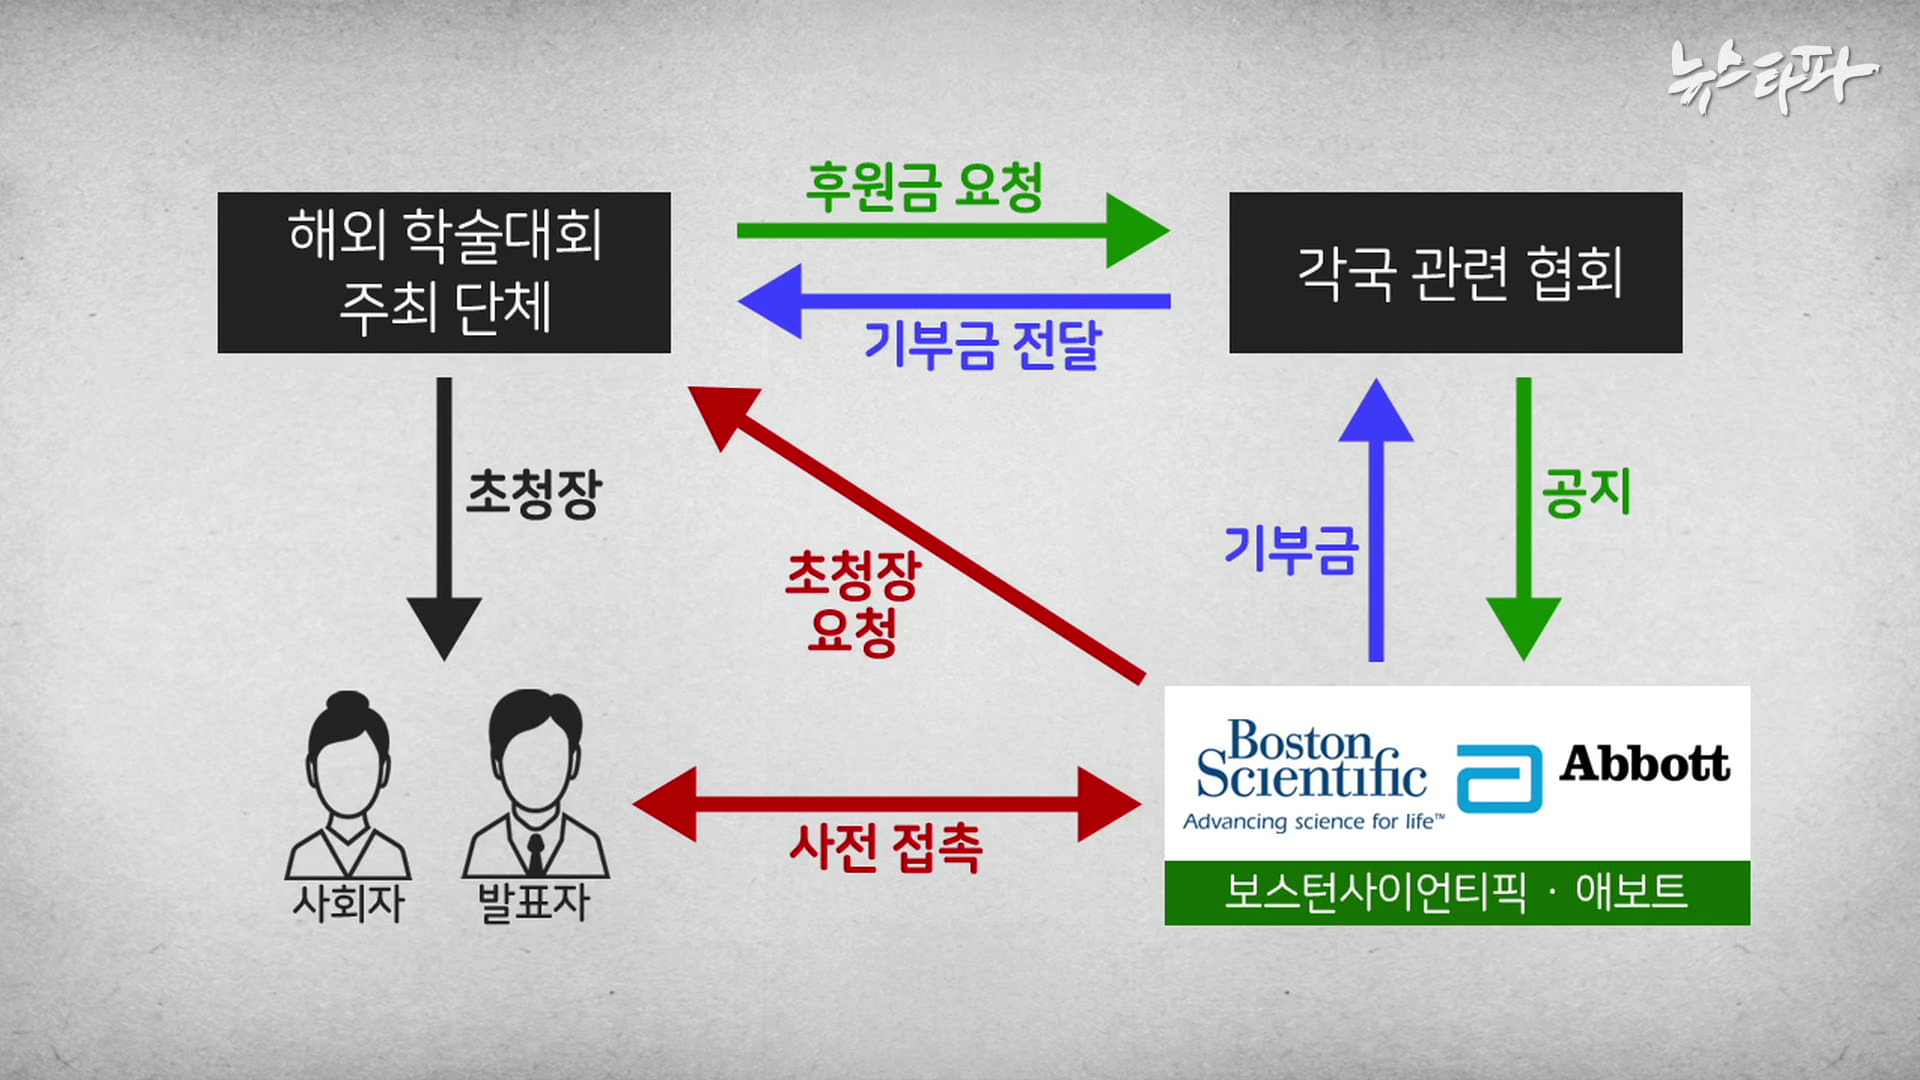 뉴스타파
후원금 요청
해외 학술대회
주최 단체
각국 관련 협회
기부금 전달
초청장
공지
기부금
초청장
요청
Boston
Scientific
Advancing science for life™
Abbott
사전 접촉
사회자
발표자
보스턴사이언티픽 · 애보트